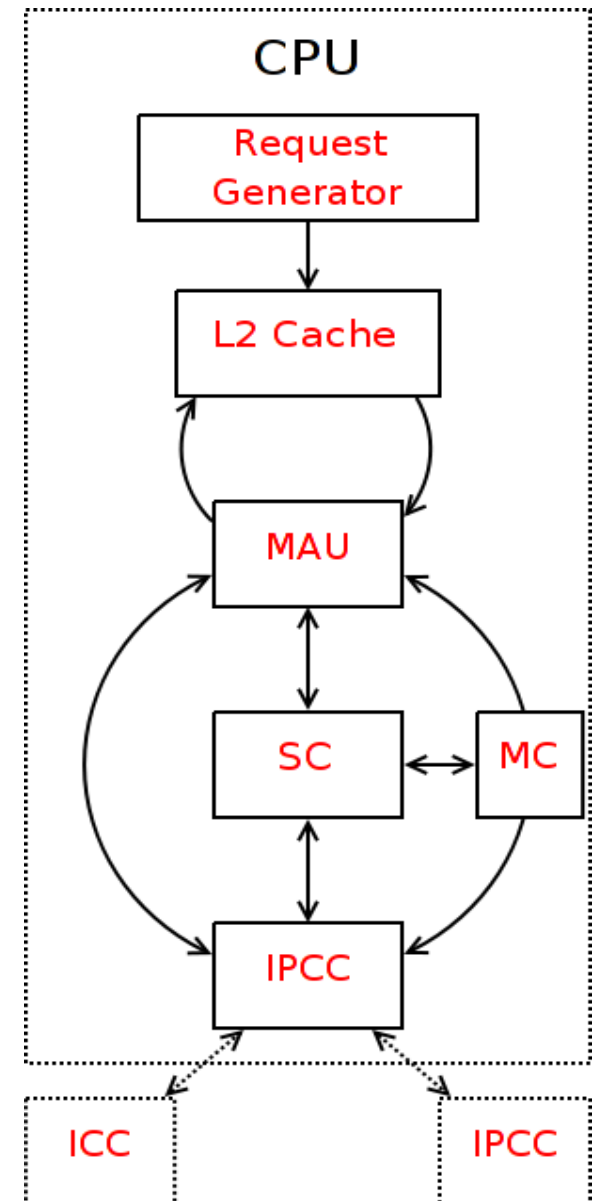 CPU
Request
Generator
L2 Cache
MAU
SC
MC
IPCC
ICC
IPCC